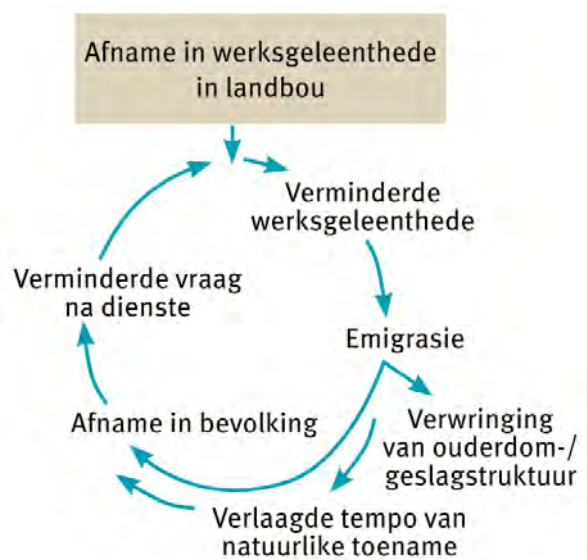 Afname in werksgeleenthede
in landbou
Verminderde
werksgeleenthede
Emigrasie
Verwringing
van ouderdom-/
geslagstruktuur
Verlaagde tempo van
natuurlike toename
Afname in bevolking
Verminderde vraag
na dienste